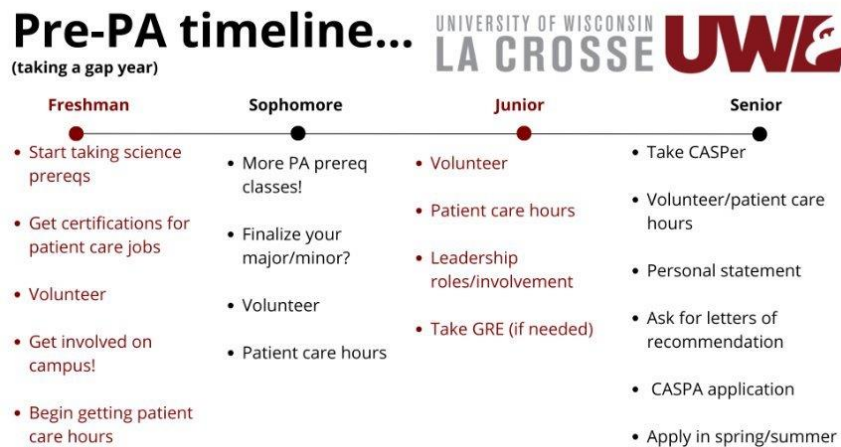 Pre-PA timeline...
(taking a gap year)
UNIVERSITY OF WISCONSIN
LA CROSSE
UWL
Freshman
• Start taking science
prereqs
• Get certifications for
patient care jobs
• Volunteer
• Get involved on
campus!
• Begin getting patient
care hours
Sophomore
• More PA prereq
classes!
• Finalize your
major/minor?
• Volunteer
• Patient care hours
Junior
• Volunteer
• Patient care hours
• Leadership
roles/involvement
• Take GRE (if needed)
Senior
• Take CASPer
• Volunteer/patient care
hours
• Personal statement
• Ask for letters of
recommendation
• CASPA application
• Apply in spring/summer